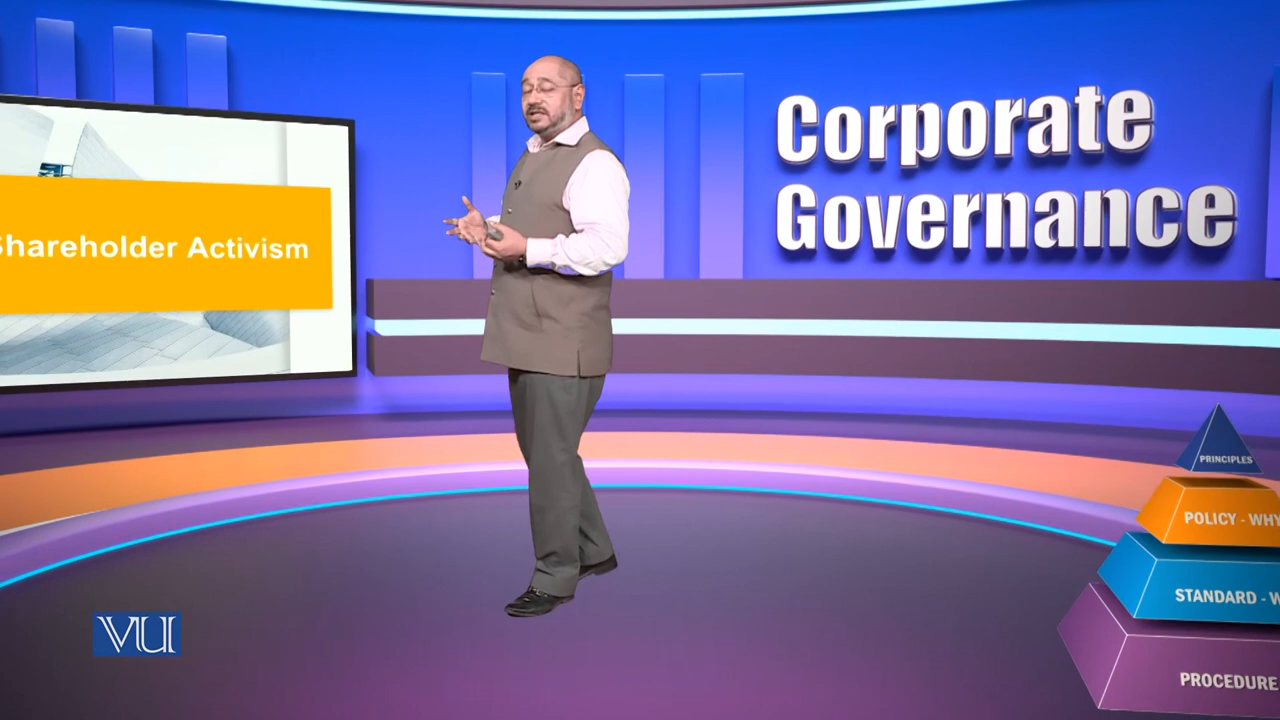 Corporate
Governance
Shareholder Activism
PRINCIPLES
POLICY - WHY
STANDARD - W
PROCEDURE
VU